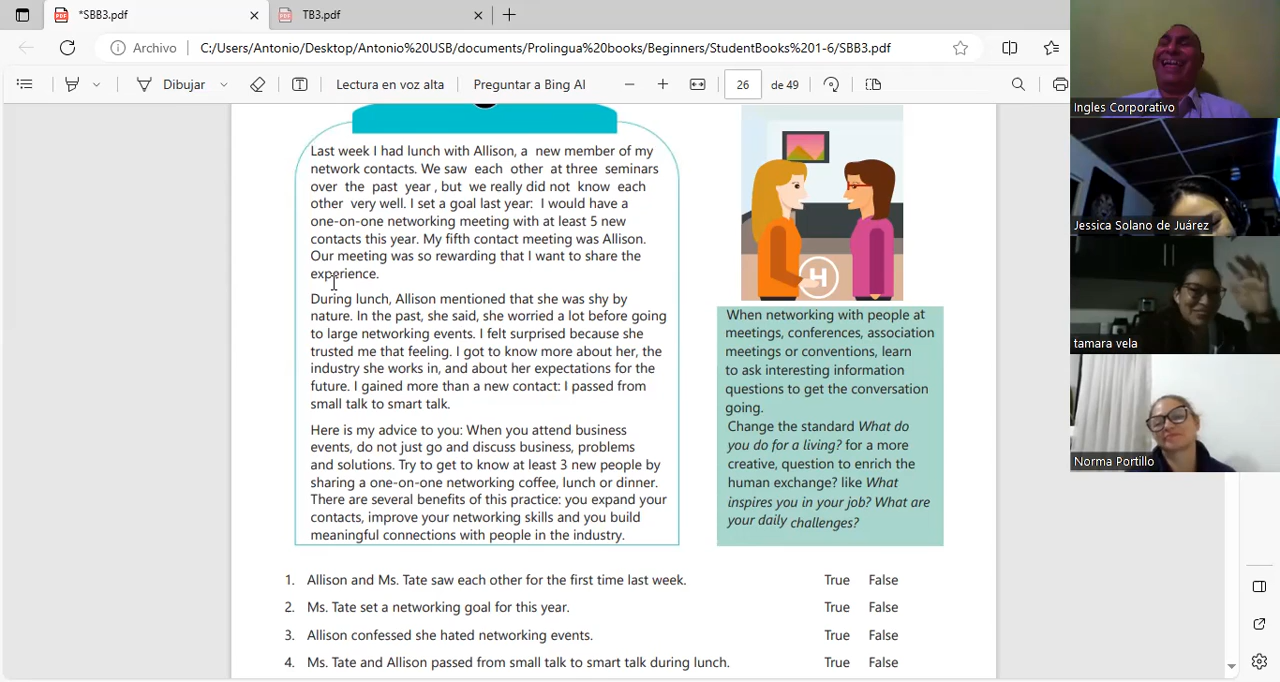 *SBB3.pdf
TB3.pdf
Archivo
C:/Users/Antonio/Desktop/Antonio%20USB/documents/Prolingua%20books/Beginners/StudentBooks%201-6/SBB3.pdf
Dibujar
Lectura en voz alta
Preguntar a Bing AI
26
de 49
Last week I had lunch with Allison, a new member of my
network contacts. We saw each other at three seminars
over the past year , but we really did not know each
other very well. I set a goal last year: I would have a
one-on-one networking meeting with at least 5 new
contacts this year. My fifth contact meeting was Allison.
Our meeting was so rewarding that I want to share the
experience.
During lunch, Allison mentioned that she was shy by
nature. In the past, she said, she worried a lot before going
to large networking events. I felt surprised because she
trusted me that feeling. I got to know more about her, the
industry she works in, and about her expectations for the
future. I gained more than a new contact: I passed from
small talk to smart talk.
Here is my advice to you: When you attend business
events, do not just go and discuss business, problems
and solutions. Try to get to know at least 3 new people by
sharing a one-on-one networking coffee, lunch or dinner.
There are several benefits of this practice: you expand your
contacts, improve your networking skills and you build
meaningful connections with people in the industry.
H
When networking with people at
meetings, conferences, association
meetings or conventions, learn
to ask interesting information
questions to get the conversation
going.
Change the standard What do
you do for a living? for a more
creative, question to enrich the
human exchange? like What
inspires you in your job? What are
your daily challenges?
1. Allison and Ms. Tate saw each other for the first time last week. True False
2. Ms. Tate set a networking goal for this year. True False
3. Allison confessed she hated networking events. True False
4. Ms. Tate and Allison passed from small talk to smart talk during lunch. True False
Ingles Corporativo
Jessica Solano de Juárez
tamara vela
Norma Portillo